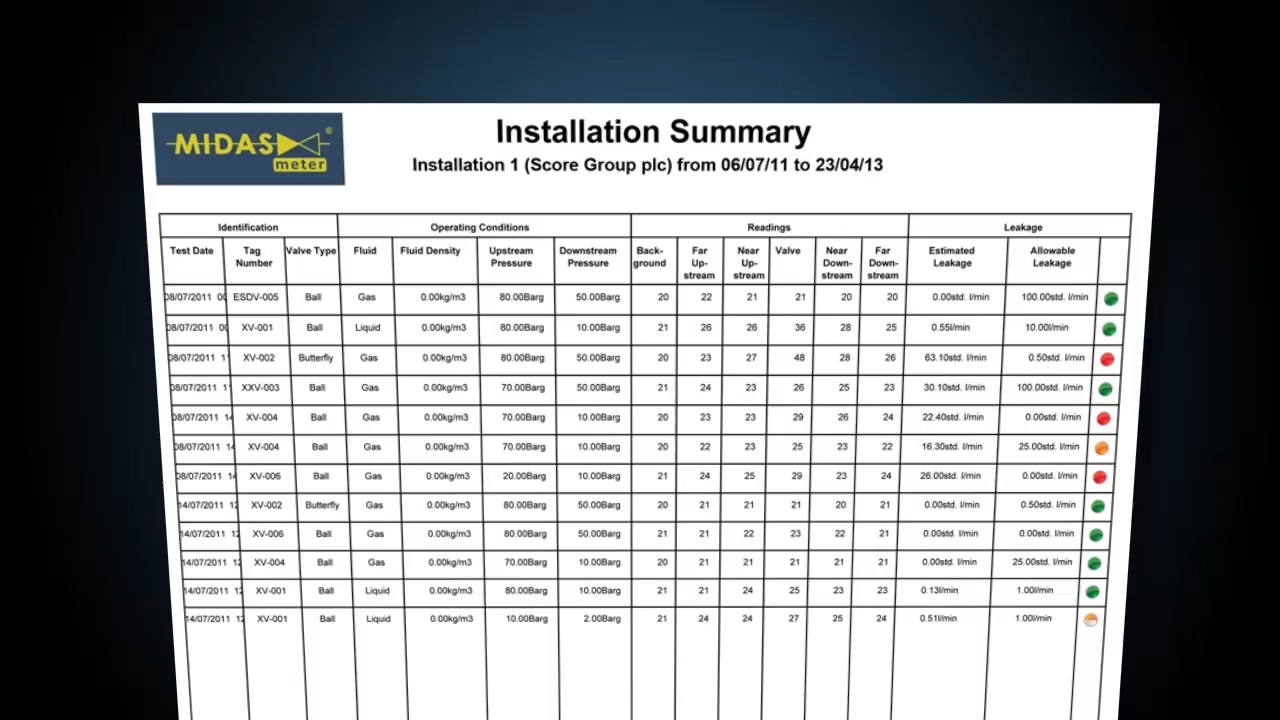 MIDAS®
meter
Installation Summary
Installation 1 (Score Group plc) from 06/07/11 to 23/04/13
Identification Operating Conditions Readings Leakage
Test Date Tag Number Valve Type Fluid Fluid Density Upstream Pressure Downstream Pressure Back-ground Far Up-stream Near Up-stream Valve Near Down-stream Far Down-stream Estimated Leakage Allowable Leakage
08/07/2011 ESDV-005 Ball Gas 0.00kg/m3 80.00Barg 50.00Barg 20 22 21 21 20 20 0.00std. l/min 100.00std. l/min
08/07/2011 XV-001 Ball Liquid 0.00kg/m3 80.00Barg 10.00Barg 21 26 26 36 28 25 0.55l/min 10.00l/min
08/07/2011 XV-002 Butterfly Gas 0.00kg/m3 80.00Barg 50.00Barg 20 23 27 48 28 26 63.10std. l/min 0.50std. l/min
08/07/2011 XXV-003 Ball Gas 0.00kg/m3 70.00Barg 50.00Barg 21 24 23 26 25 23 30.10std. l/min 100.00std. l/min
08/07/2011 14 XV-004 Ball Gas 0.00kg/m3 70.00Barg 10.00Barg 20 23 23 29 26 24 22.40std. l/min 0.00std. l/min
08/07/2011 14 XV-004 Ball Gas 0.00kg/m3 70.00Barg 10.00Barg 20 22 23 25 23 22 16.30std. l/min 25.00std. l/min
08/07/2011 14 XV-006 Ball Gas 0.00kg/m3 20.00Barg 10.00Barg 21 24 25 29 23 24 26.00std. l/min 0.00std. l/min
14/07/2011 12 XV-002 Butterfly Gas 0.00kg/m3 80.00Barg 50.00Barg 20 21 21 21 20 21 0.00std. l/min 0.50std. l/min
14/07/2011 12 XV-006 Ball Gas 0.00kg/m3 80.00Barg 50.00Barg 21 21 22 23 22 21 0.00std. l/min 0.00std. l/min
14/07/2011 12 XV-004 Ball Gas 0.00kg/m3 70.00Barg 10.00Barg 20 21 21 21 21 21 0.00std. l/min 25.00std. l/min
14/07/2011 12 XV-001 Ball Liquid 0.00kg/m3 80.00Barg 10.00Barg 21 21 24 25 23 23 0.13l/min 1.00l/min
14/07/2011 12 XV-001 Ball Liquid 0.00kg/m3 10.00Barg 2.00Barg 21 24 24 27 25 24 0.51l/min 1.00l/min